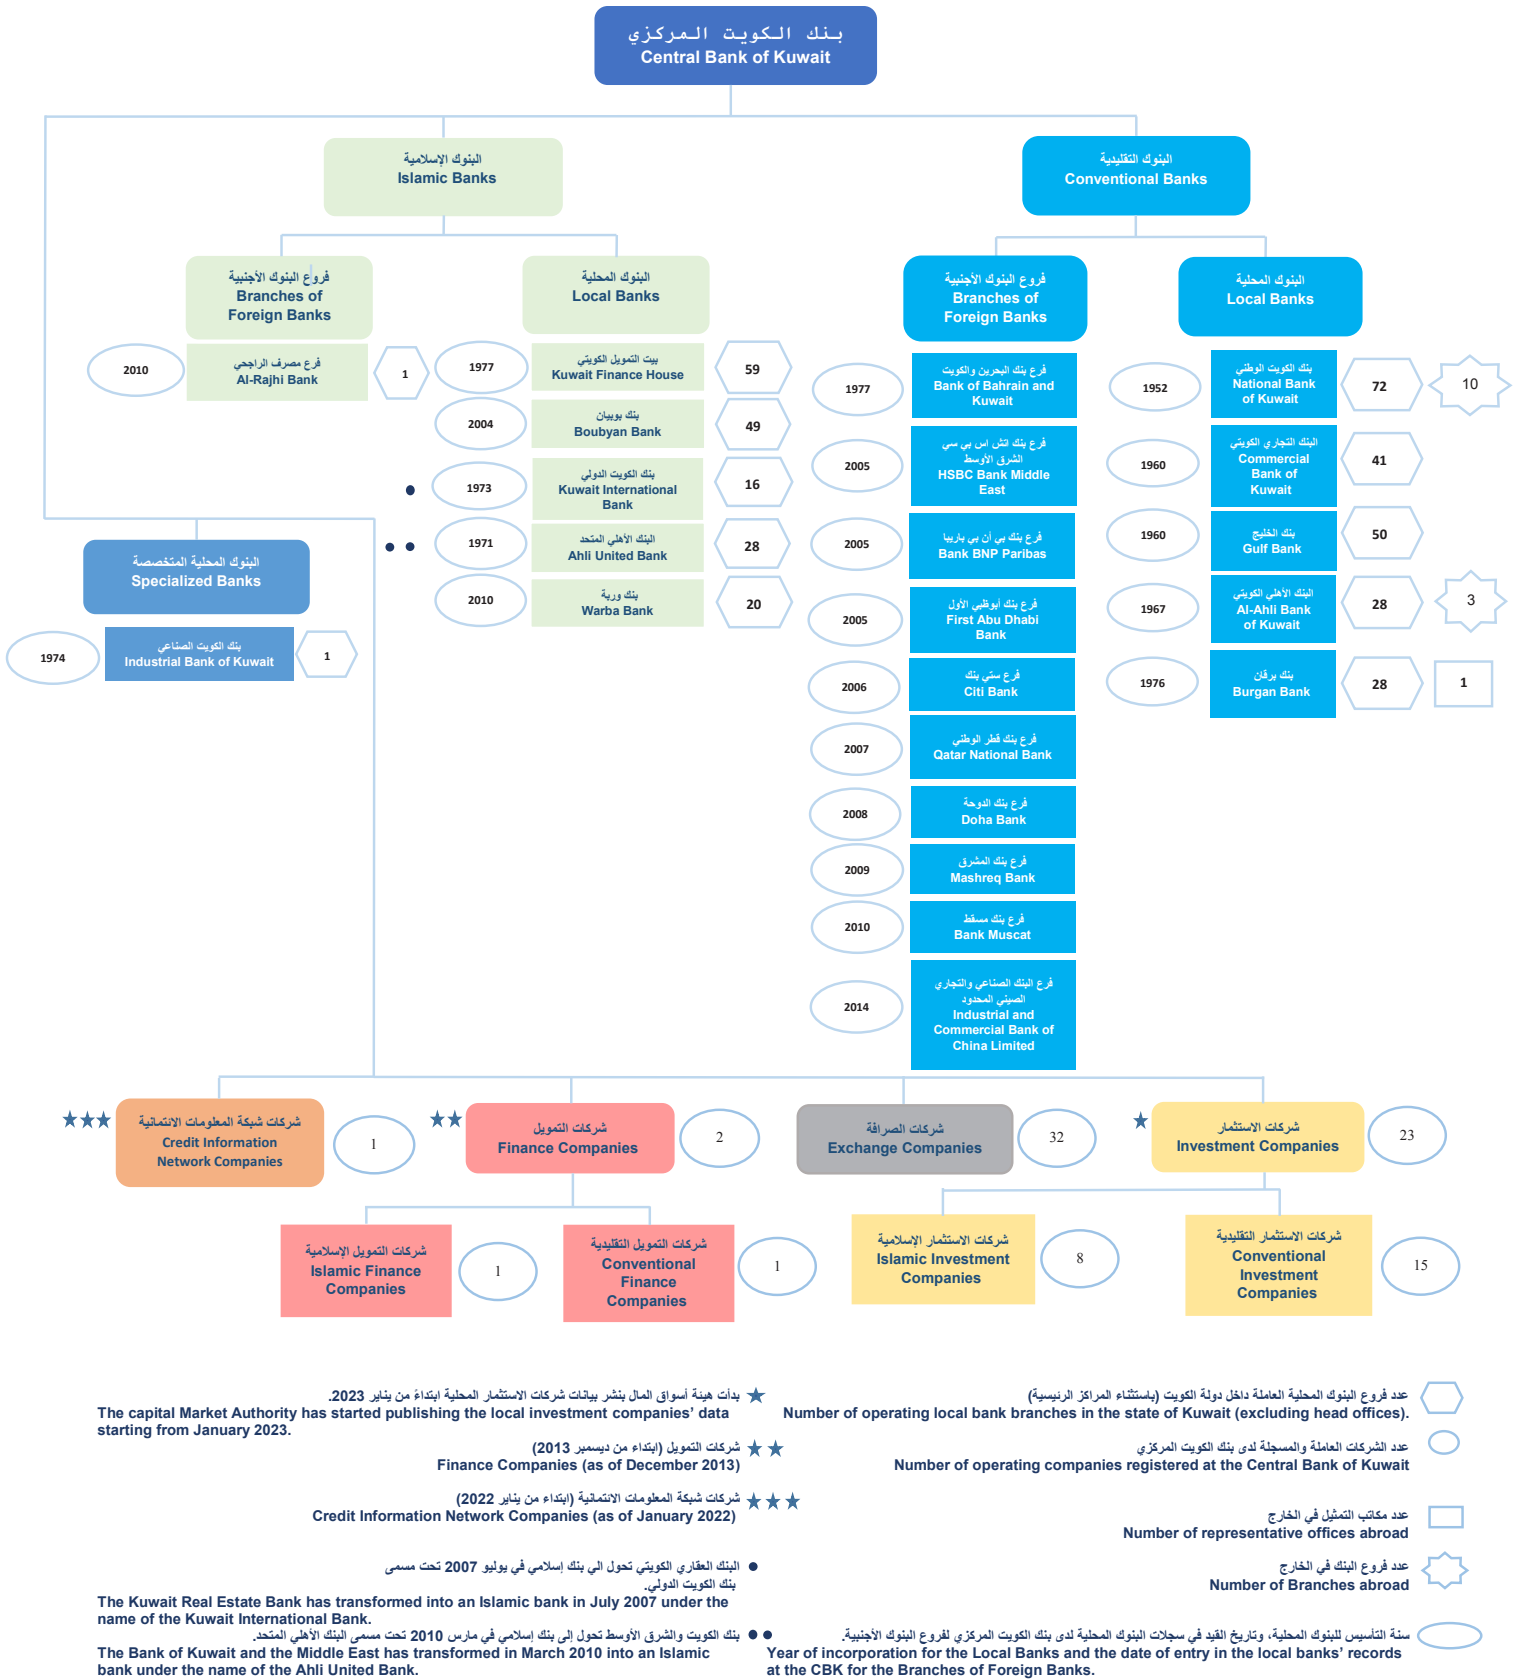 بنك الكويت المركزي
Central Bank of Kuwait
البنوك الإسلامية
Islamic Banks
البنوك التقليدية
Conventional Banks
فروع البنوك الأجنبية
Branches of
Foreign Banks
البنوك المحلية
Local Banks
فروع البنوك الأجنبية
Branches of
Foreign Banks
البنوك المحلية
Local Banks
2010
فرع مصرف الراجحي
Al-Rajhi Bank
1
1977
بيت التمويل الكويتي
Kuwait Finance House
59
2004
بنك بوبيان
Boubyan Bank
49
1973
بنك الكويت الدولي
Kuwait International
Bank
16
1971
البنك الأهلي المتحد
Ahli United Bank
28
2010
بنك وربة
Warba Bank
20
البنوك المحلية المتخصصة
Specialized Banks
1974
بنك الكويت الصناعي
Industrial Bank of Kuwait
1
1977
فرع بنك البحرين والكويت
Bank of Bahrain and
Kuwait
2005
فرع بنك اتش اس بي سي
الشرق الأوسط
HSBC Bank Middle
East
2005
فرع بنك بي أن بي باريبا
Bank BNP Paribas
2005
فرع بنك أبوظبي الأول
First Abu Dhabi
Bank
2006
فرع ستي بنك
Citi Bank
2007
فرع بنك قطر الوطني
Qatar National Bank
2008
فرع بنك الدوحة
Doha Bank
2009
فرع بنك المشرق
Mashreq Bank
2010
فرع بنك مسقط
Bank Muscat
2014
فرع البنك الصناعي والتجاري
الصيني المحدود
Industrial and
Commercial Bank of
China Limited
1952
بنك الكويت الوطني
National Bank
of Kuwait
72
10
1960
البنك التجاري الكويتي
Commercial
Bank of
Kuwait
41
1960
بنك الخليج
Gulf Bank
50
1967
البنك الأهلي الكويتي
Al-Ahli Bank
of Kuwait
28
3
1976
بنك برقان
Burgan Bank
28
1
شركات شبكة المعلومات الائتمانية
Credit Information
Network Companies
1
شركات التمويل
Finance Companies
2
شركات الصرافة
Exchange Companies
32
شركات الاستثمار
Investment Companies
23
شركات التمويل الإسلامية
Islamic Finance
Companies
1
شركات التمويل التقليدية
Conventional
Finance
Companies
1
شركات الاستثمار الإسلامية
Islamic Investment
Companies
8
شركات الاستثمار التقليدية
Conventional
Investment
Companies
15
بدأت هيئة أسواق المال بنشر بيانات شركات الاستثمار المحلية ابتداءً من يناير 2023.
The capital Market Authority has started publishing the local investment companies' data
starting from January 2023.
شركات التمويل (ابتداء من ديسمبر 2013)
Finance Companies (as of December 2013)
شركات شبكة المعلومات الائتمانية (ابتداء من يناير 2022)
Credit Information Network Companies (as of January 2022)
البنك العقاري الكويتي تحول الي بنك إسلامي في يوليو 2007 تحت مسمى
بنك الكويت الدولي.
The Kuwait Real Estate Bank has transformed into an Islamic bank in July 2007 under the
name of the Kuwait International Bank.
بنك الكويت والشرق الأوسط تحول إلى بنك إسلامي في مارس 2010 تحت مسمى البنك الأهلي المتحد.
The Bank of Kuwait and the Middle East has transformed in March 2010 into an Islamic
bank under the name of the Ahli United Bank.
عدد فروع البنوك المحلية العاملة داخل دولة الكويت (باستثناء المراكز الرئيسية)
Number of operating local bank branches in the state of Kuwait (excluding head offices).
عدد الشركات العاملة والمسجلة لدى بنك الكويت المركزي
Number of operating companies registered at the Central Bank of Kuwait
عدد مكاتب التمثيل في الخارج
Number of representative offices abroad
عدد فروع البنك في الخارج
Number of Branches abroad
سنة التأسيس للبنوك المحلية، وتاريخ القيد في سجلات البنوك المحلية لدى بنك الكويت المركزي لفروع البنوك الأجنبية.
Year of incorporation for the Local Banks and the date of entry in the local banks' records
at the CBK for the Branches of Foreign Banks.